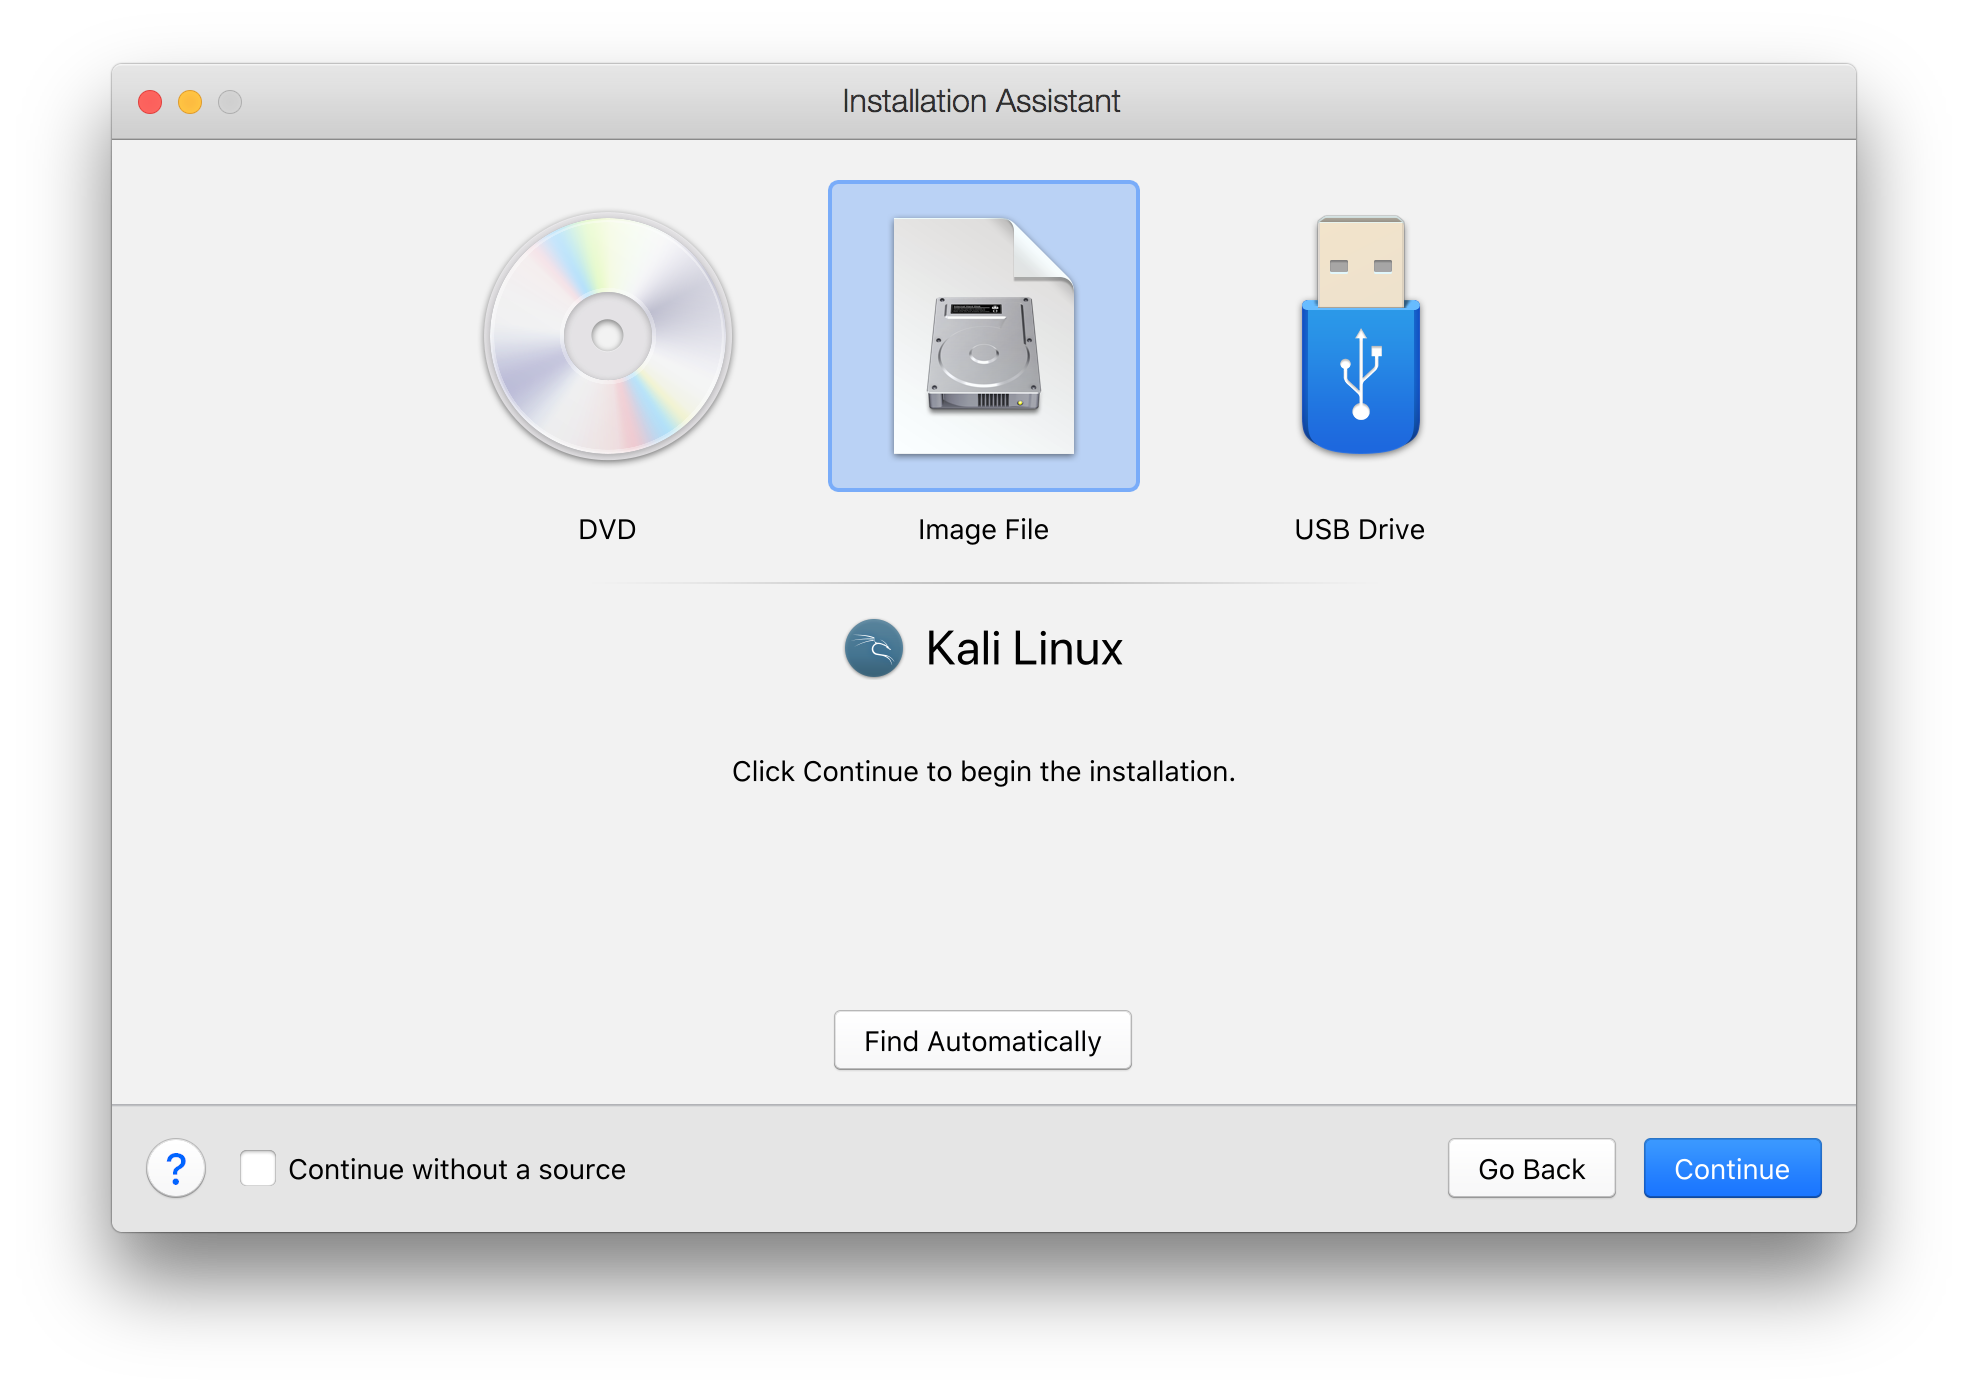 Installation Assistant
DVD
Image File
USB Drive
Kali Linux
Click Continue to begin the installation.
Find Automatically
?
Continue without a source
Go Back
Continue